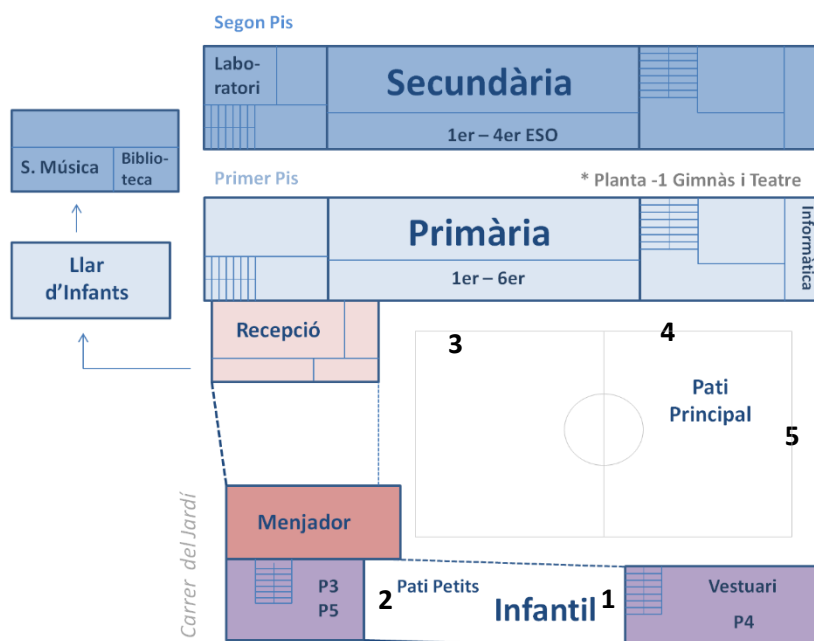 Segon Pis
Labo-
ratori
Secundària
1er – 4er ESO
S. Música
Biblio-
teca
Primer Pis
* Planta -1 Gimnàs i Teatre
Llar
d’Infants
Primària
1er – 6er
Informàtica
Recepció
3
4
Pati
Principal
5
Carrer del Jardí
Menjador
P3
P5
2
Pati Petits
Infantil
1
Vestuari
P4